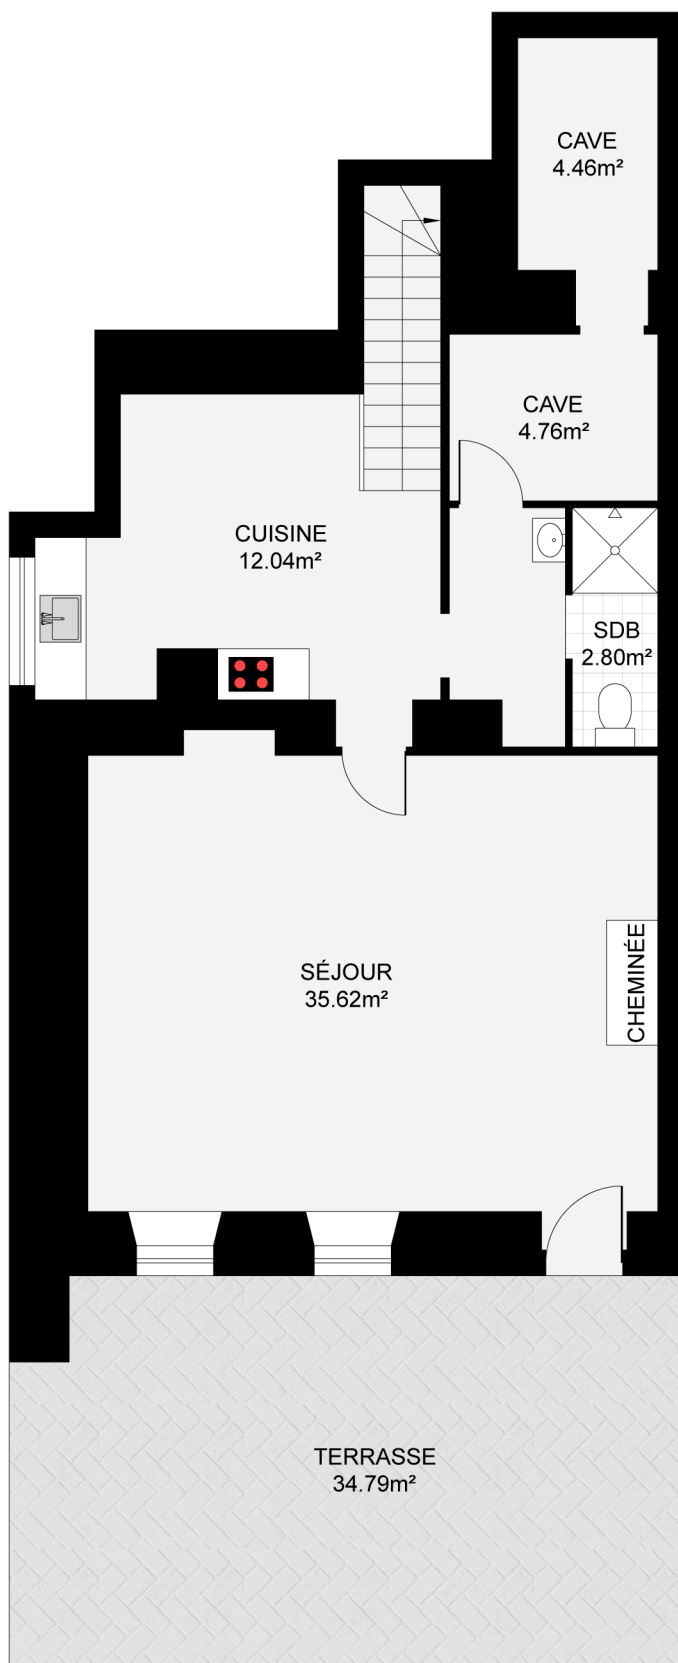 CAVE
4.46m²
CAVE
4.76m²
CUISINE
12.04m²
SDB
2.80m²
SÉJOUR
35.62m²
CHEMINÉE
TERRASSE
34.79m²